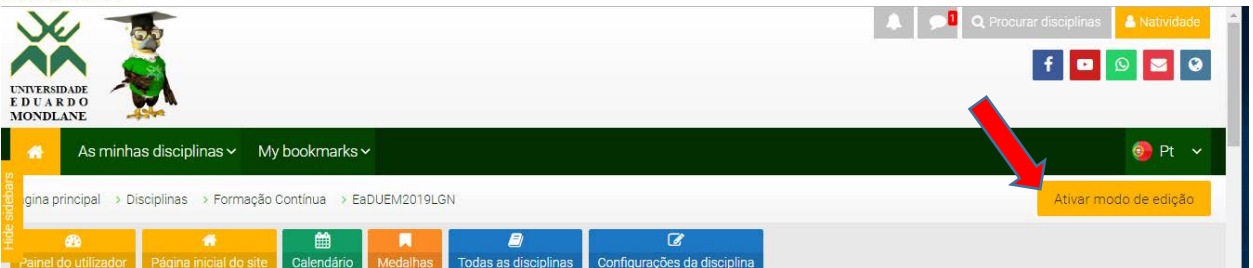 1
Procurar disciplinas
Natividade
UNIVERSIDADE
EDUARDO
MONDLANE
As minhas disciplinas
My bookmarks
Pt
Hide sidebars
gina principal > Disciplinas > Formação Contínua > EaDUEM2019LGN
Ativar modo de edição
Painel do utilizador
Página inicial do site
Calendário
Medalhas
Todas as disciplinas
Configurações da disciplina